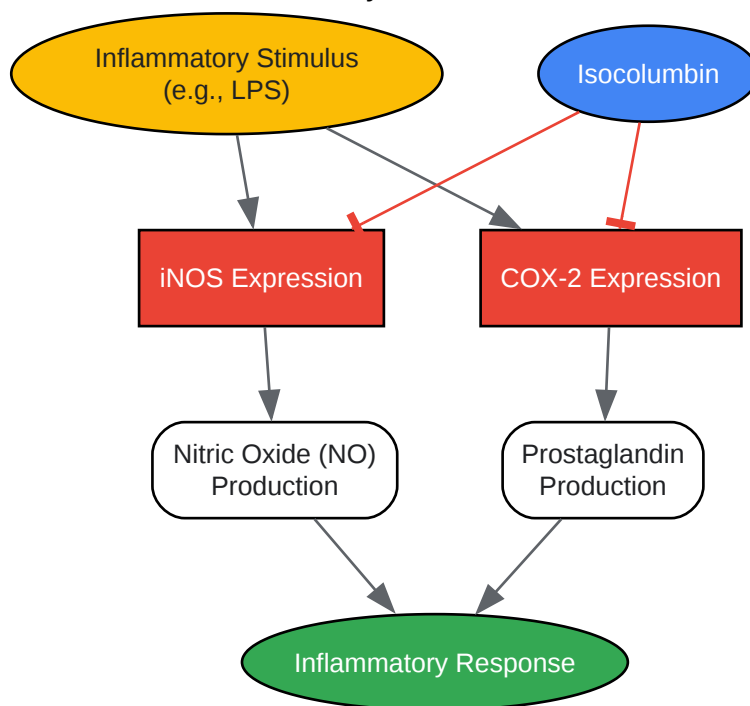 Inflammatory Stimulus
(e.g., LPS)
Isocolumbin
iNOS Expression
COX-2 Expression
Nitric Oxide (NO)
Production
Prostaglandin
Production
Inflammatory Response